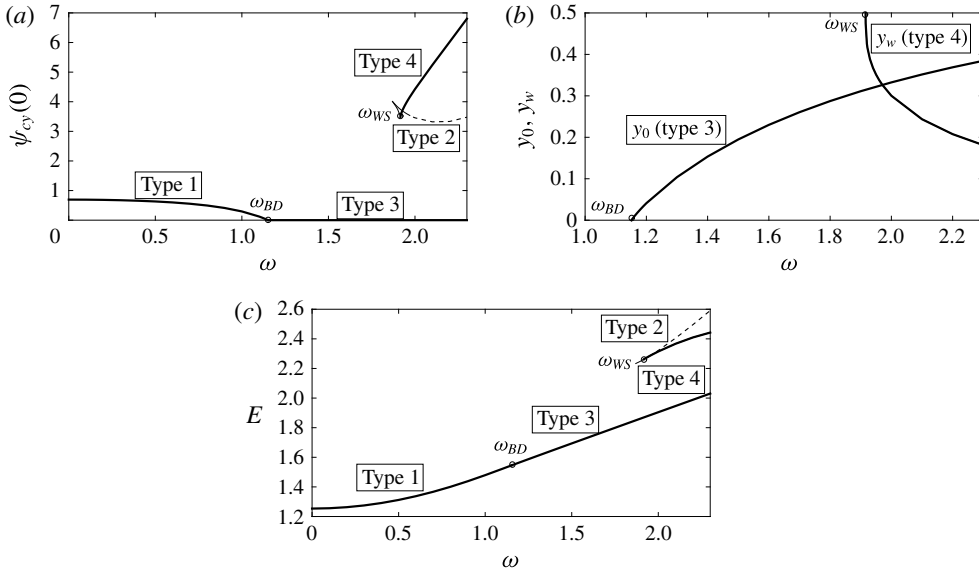 (a)
7
6
5
4
3
2
1
ψcy(0)
Type 4
ωWS
Type 2
Type 1
ωBD
Type 3
0 0.5 1.0 1.5 2.0
ω
(b)
0.5
0.4
0.3
0.2
0.1
0
y0, yw
ωWS
yw (type 4)
y0 (type 3)
ωBD
1.0 1.2 1.4 1.6 1.8 2.0 2.2
ω
(c)
2.6
2.4
2.2
2.0
1.8
1.6
1.4
1.2
E
Type 2
ωWS
Type 4
Type 3
ωBD
Type 1
0 0.5 1.0 1.5 2.0
ω